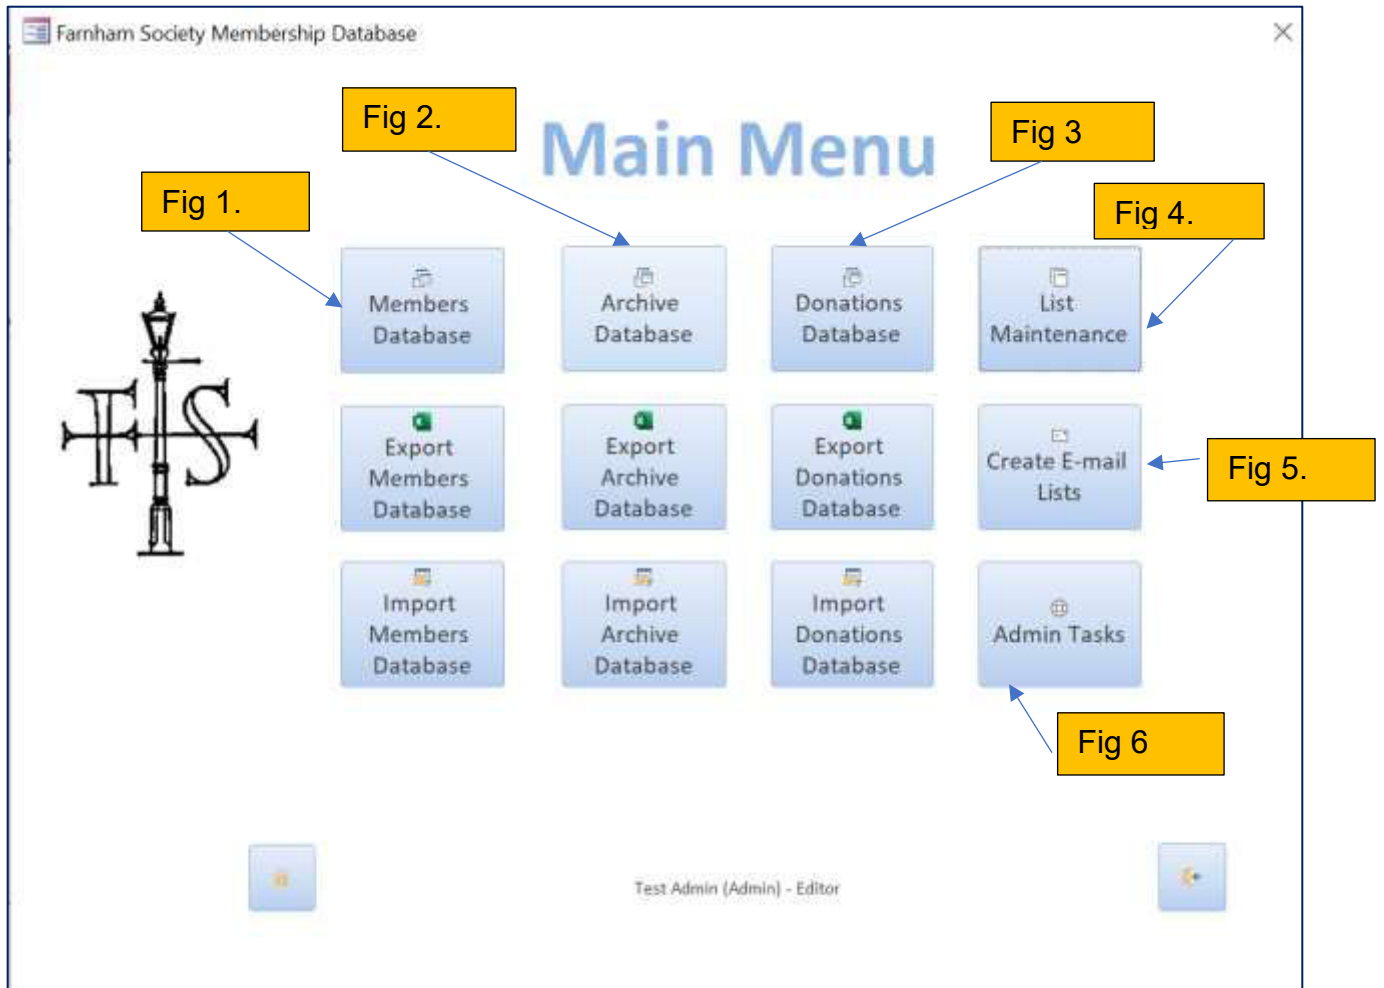 Farnham Society Membership Database
Fig 2.
Main Menu
Fig 3
Fig 1.
Fig 4.
Members
Database
Archive
Database
Donations
Database
List
Maintenance
FS
Export
Members
Database
Export
Archive
Database
Export
Donations
Database
Create E-mail
Lists
Fig 5.
Import
Members
Database
Import
Archive
Database
Import
Donations
Database
Admin Tasks
Fig 6
Test Admin (Admin) - Editor